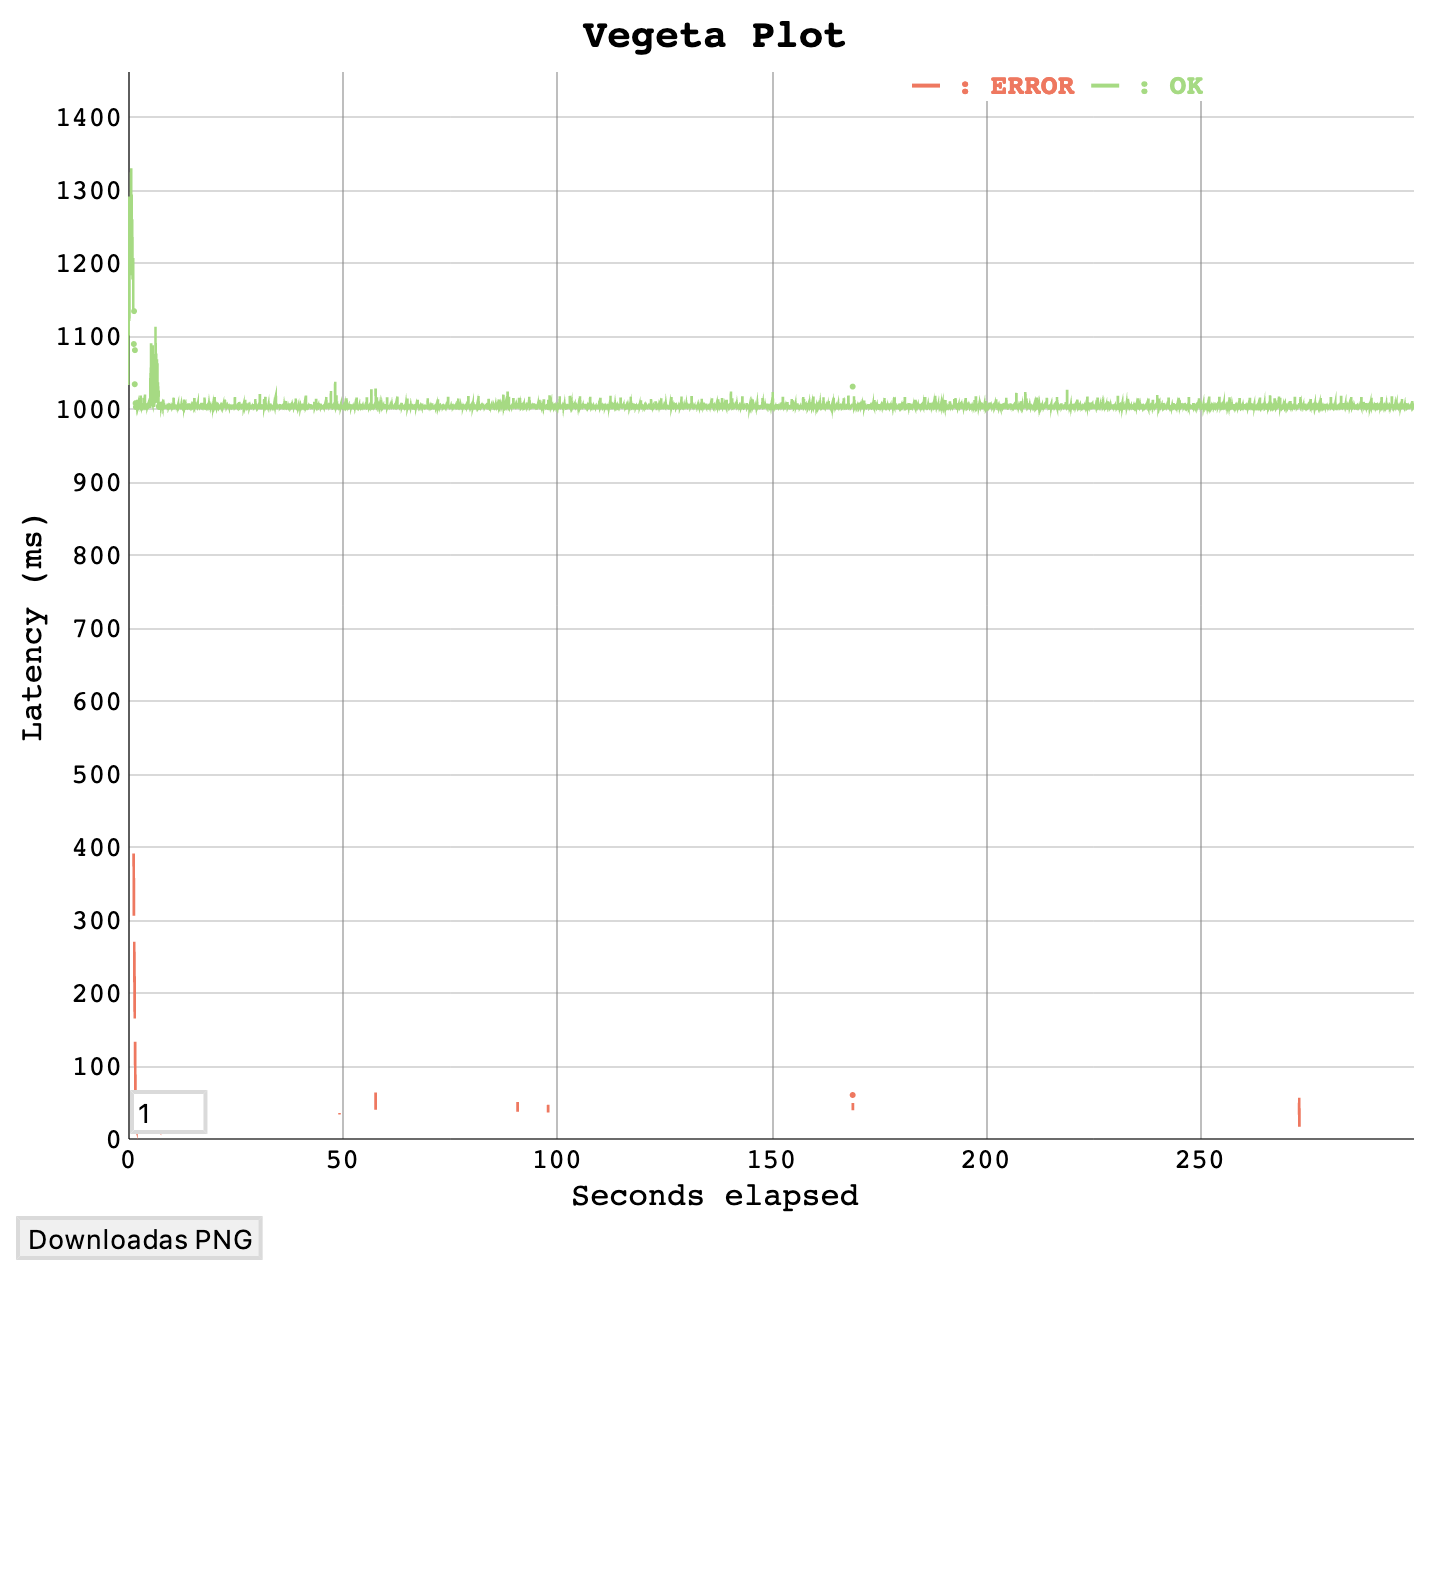 Vegeta Plot
— : ERROR — : OK
1400
1300
1200
1100
1000
900
800
700
600
500
400
300
200
100
0
Latency (ms)
1
0 50 100 150 200 250
Seconds elapsed
Downloadas PNG